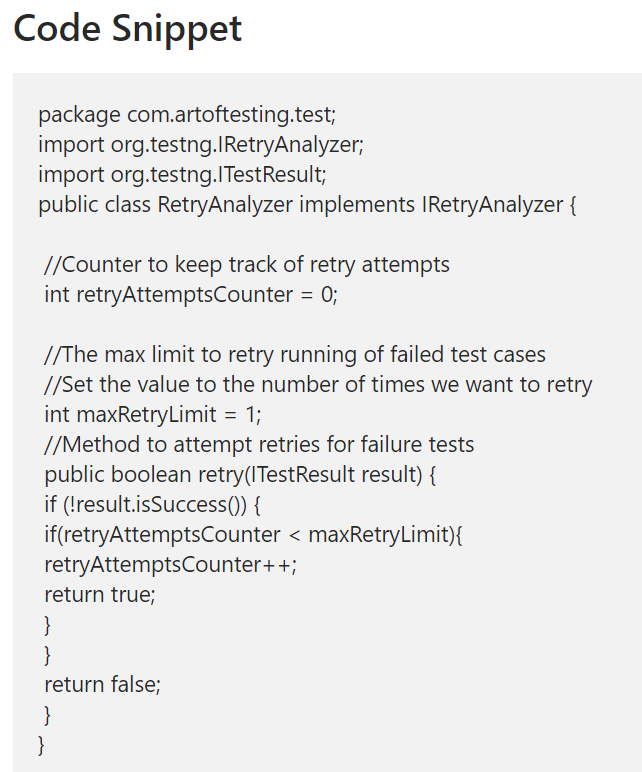 Code Snippet
package com.artoftesting.test;
import org.testng.IRetryAnalyzer;
import org.testng.ITestResult;
public class RetryAnalyzer implements IRetryAnalyzer {
//Counter to keep track of retry attempts
int retryAttemptsCounter = 0;
//The max limit to retry running of failed test cases
//Set the value to the number of times we want to retry
int maxRetryLimit = 1;
//Method to attempt retries for failure tests
public boolean retry(ITestResult result) {
if (!result.isSuccess()) {
if(retryAttemptsCounter < maxRetryLimit){
retryAttemptsCounter++;
return true;
}
}
return false;
}
}